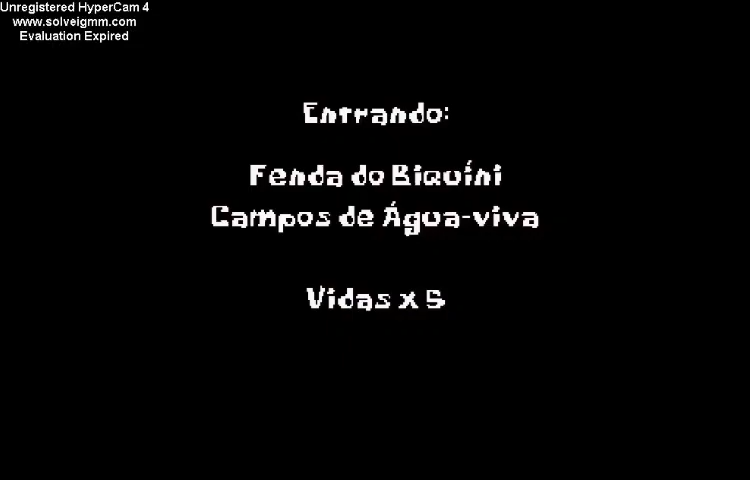 Unregistered HyperCam 4
www.solveigmm.com
Evaluation Expired
Entrando:
Fenda do Biquíni
Campos de Água-viva
Vidas x 5